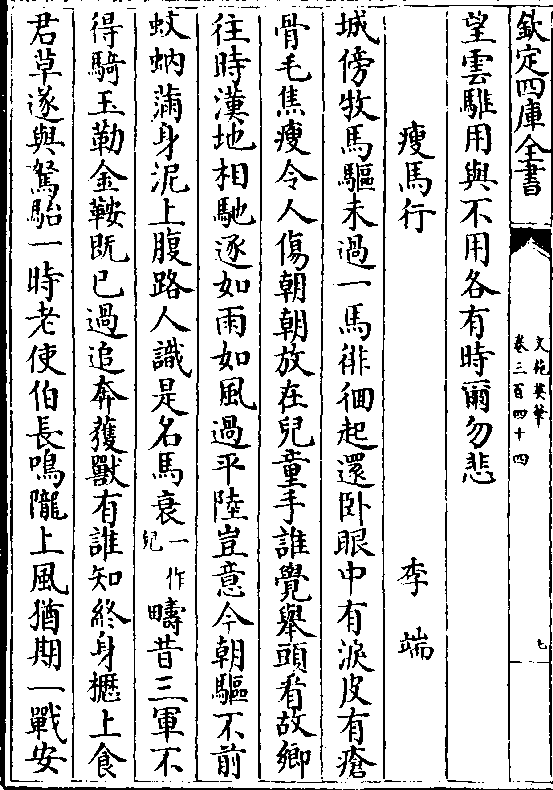 欽定四庫全書
文苑英華
卷三百四十四
七
望雲騅用與不用各有時爾勿悲
瘦馬行 李端
城傍牧馬驅未過一馬徘徊起還卧眼中有淚皮有瘡
骨毛焦瘦令人傷朝朝放在兒童手誰覺舉頭看故鄉
往時漢地相馳逐如雨如風過平陸豈意今朝驅不前
蚊蚋滿身泥上腹路人識是名馬衰一作兒疇昔三軍不
得騎玉勒金鞍既已過追奔獲獸有誰知終身櫪上食
君草遂與駑駘一時老使伯長鳴隴上風猶期一戰安